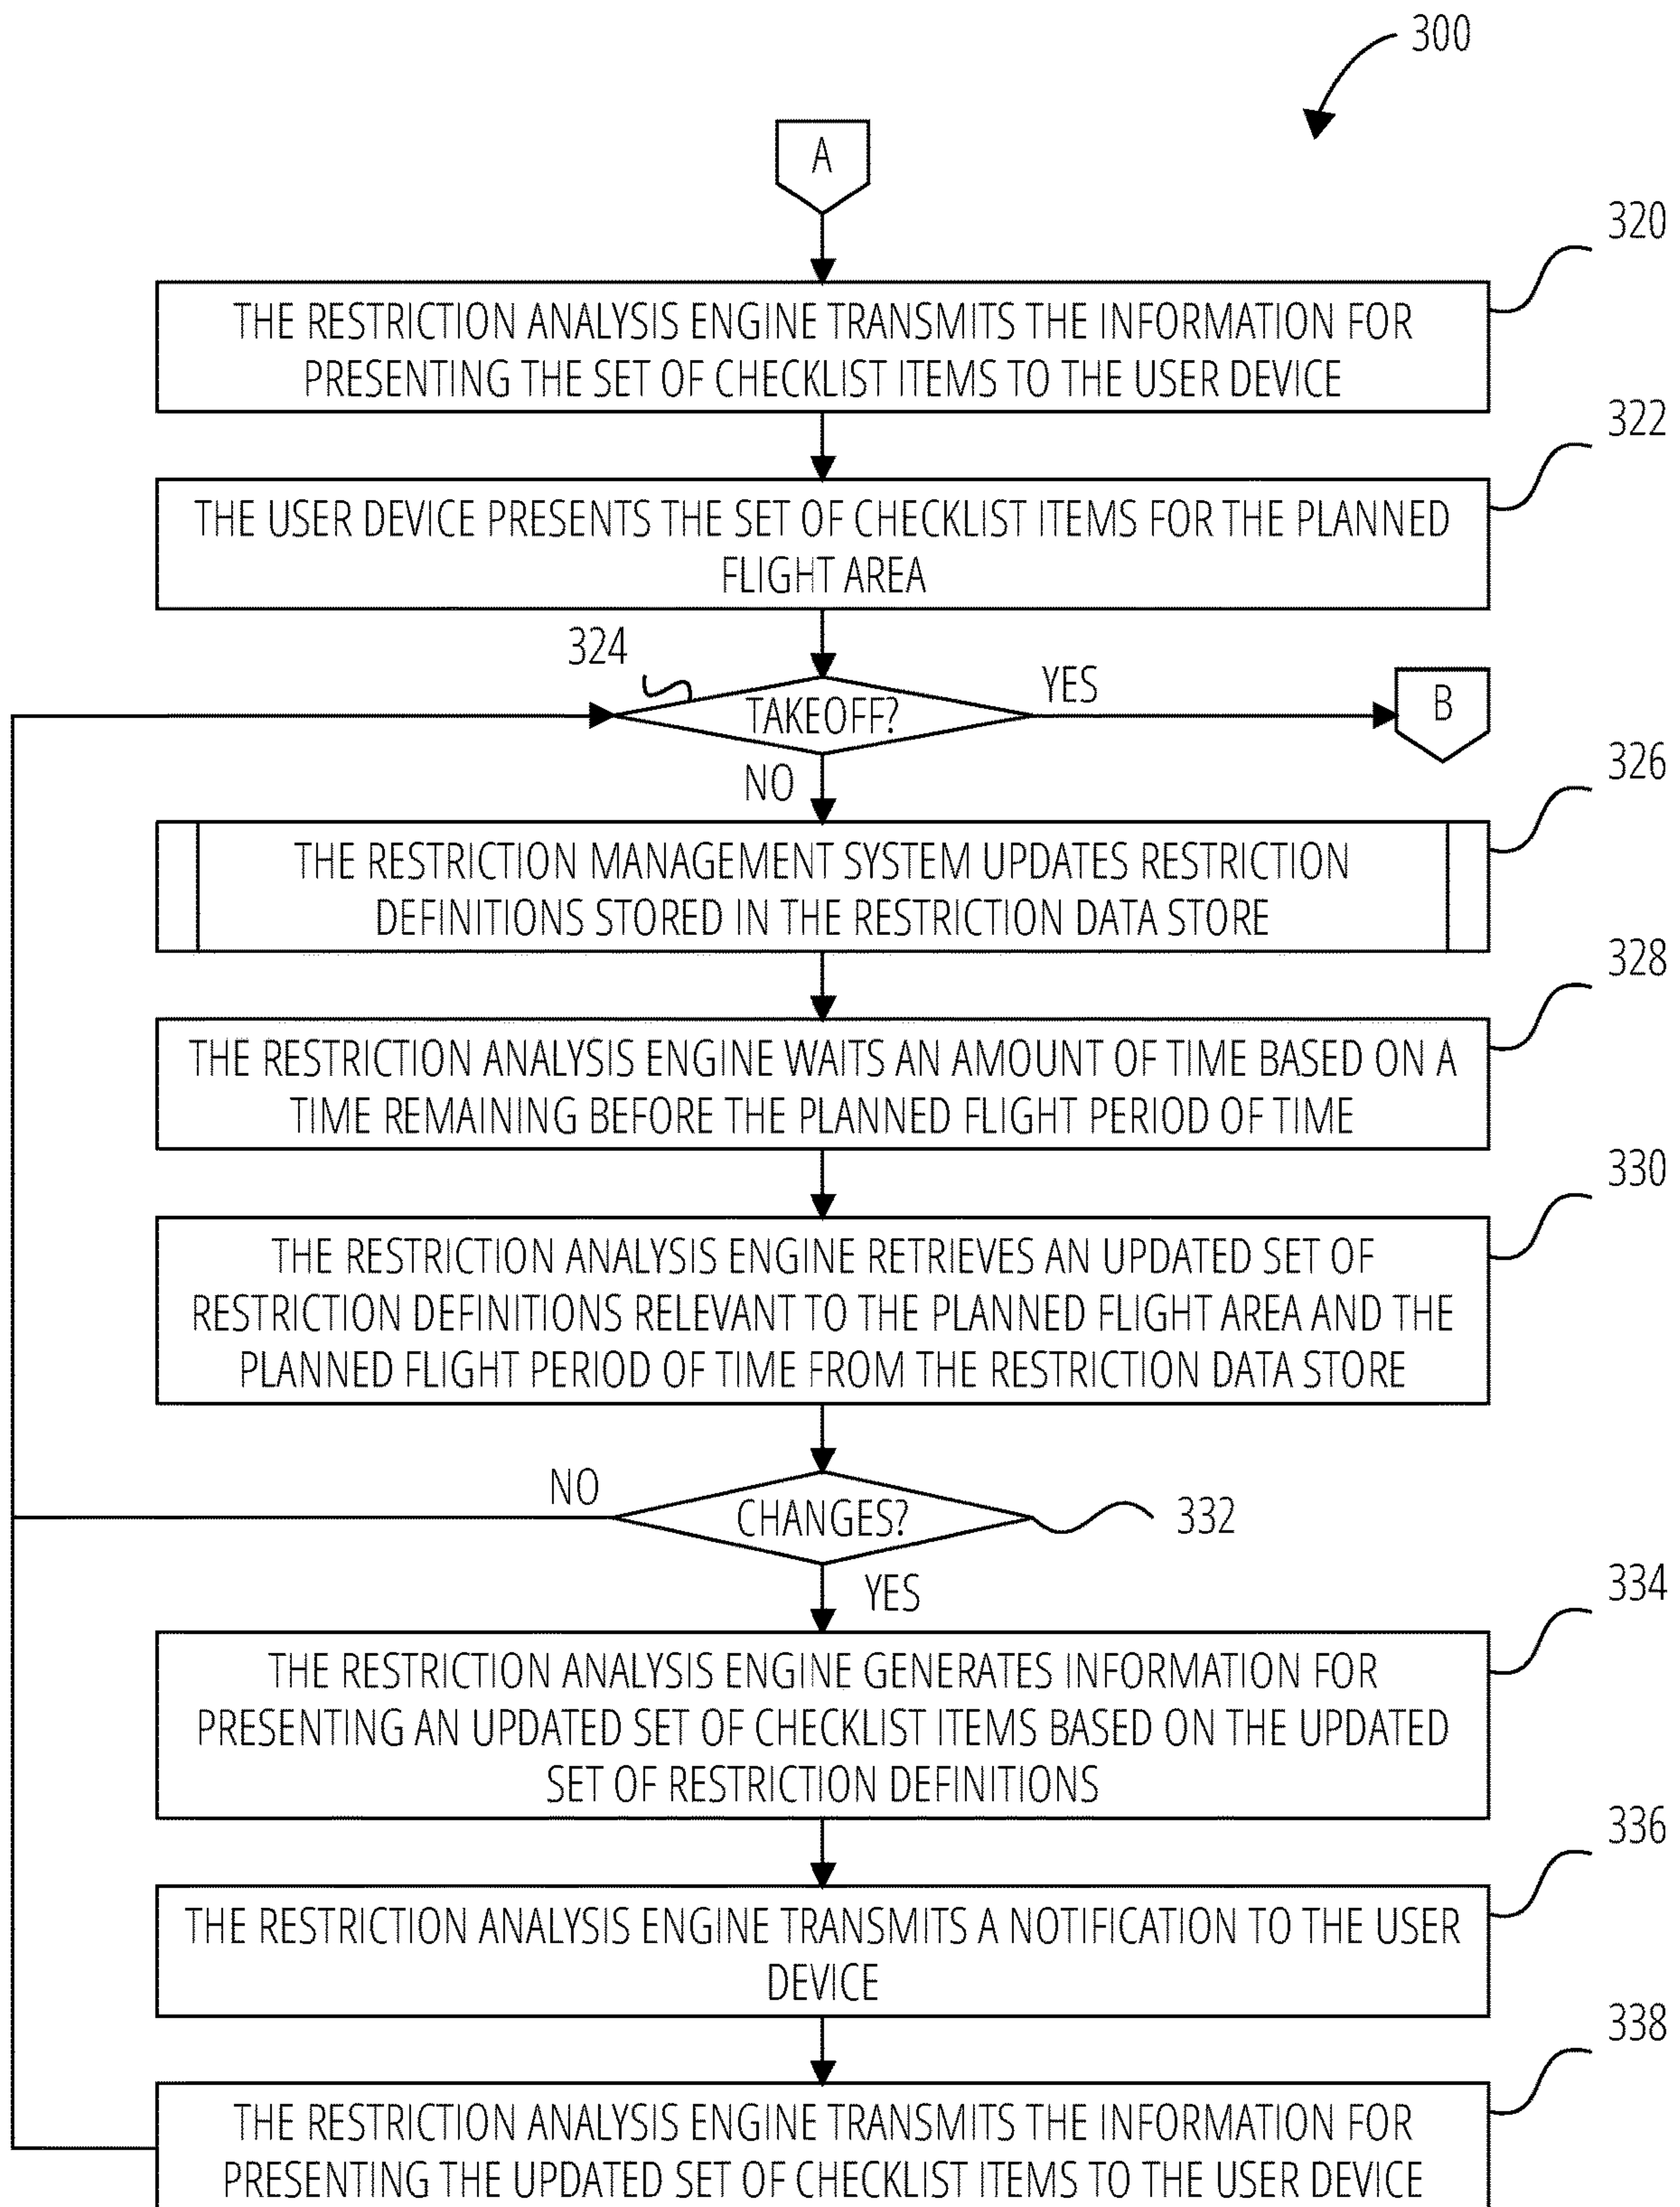 300
A
320
THE RESTRICTION ANALYSIS ENGINE TRANSMITS THE INFORMATION FOR
PRESENTING THE SET OF CHECKLIST ITEMS TO THE USER DEVICE
322
THE USER DEVICE PRESENTS THE SET OF CHECKLIST ITEMS FOR THE PLANNED
FLIGHT AREA
324
TAKEOFF?
YES
B
NO
326
THE RESTRICTION MANAGEMENT SYSTEM UPDATES RESTRICTION
DEFINITIONS STORED IN THE RESTRICTION DATA STORE
328
THE RESTRICTION ANALYSIS ENGINE WAITS AN AMOUNT OF TIME BASED ON A
TIME REMAINING BEFORE THE PLANNED FLIGHT PERIOD OF TIME
330
THE RESTRICTION ANALYSIS ENGINE RETRIEVES AN UPDATED SET OF
RESTRICTION DEFINITIONS RELEVANT TO THE PLANNED FLIGHT AREA AND THE
PLANNED FLIGHT PERIOD OF TIME FROM THE RESTRICTION DATA STORE
NO
CHANGES?
332
YES
334
THE RESTRICTION ANALYSIS ENGINE GENERATES INFORMATION FOR
PRESENTING AN UPDATED SET OF CHECKLIST ITEMS BASED ON THE UPDATED
SET OF RESTRICTION DEFINITIONS
336
THE RESTRICTION ANALYSIS ENGINE TRANSMITS A NOTIFICATION TO THE USER
DEVICE
338
THE RESTRICTION ANALYSIS ENGINE TRANSMITS THE INFORMATION FOR
PRESENTING THE UPDATED SET OF CHECKLIST ITEMS TO THE USER DEVICE